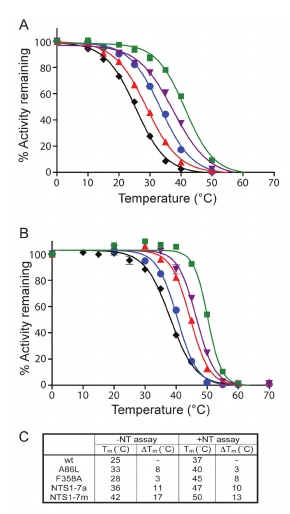 A
100
80
60
40
20
0
% Activity remaining
0 10 20 30 40 50 60 70
Temperature (°C)
B
100
80
60
40
20
0
% Activity remaining
0 10 20 30 40 50 60 70
Temperature (°C)
C
-NT assay +NT assay
Tm (°C) ΔTm (°C) Tm (°C) ΔTm (°C)
wt 25 - 37 -
A86L 33 8 40 3
F358A 28 3 45 8
NTS1-7a 36 11 47 10
NTS1-7m 42 17 50 13